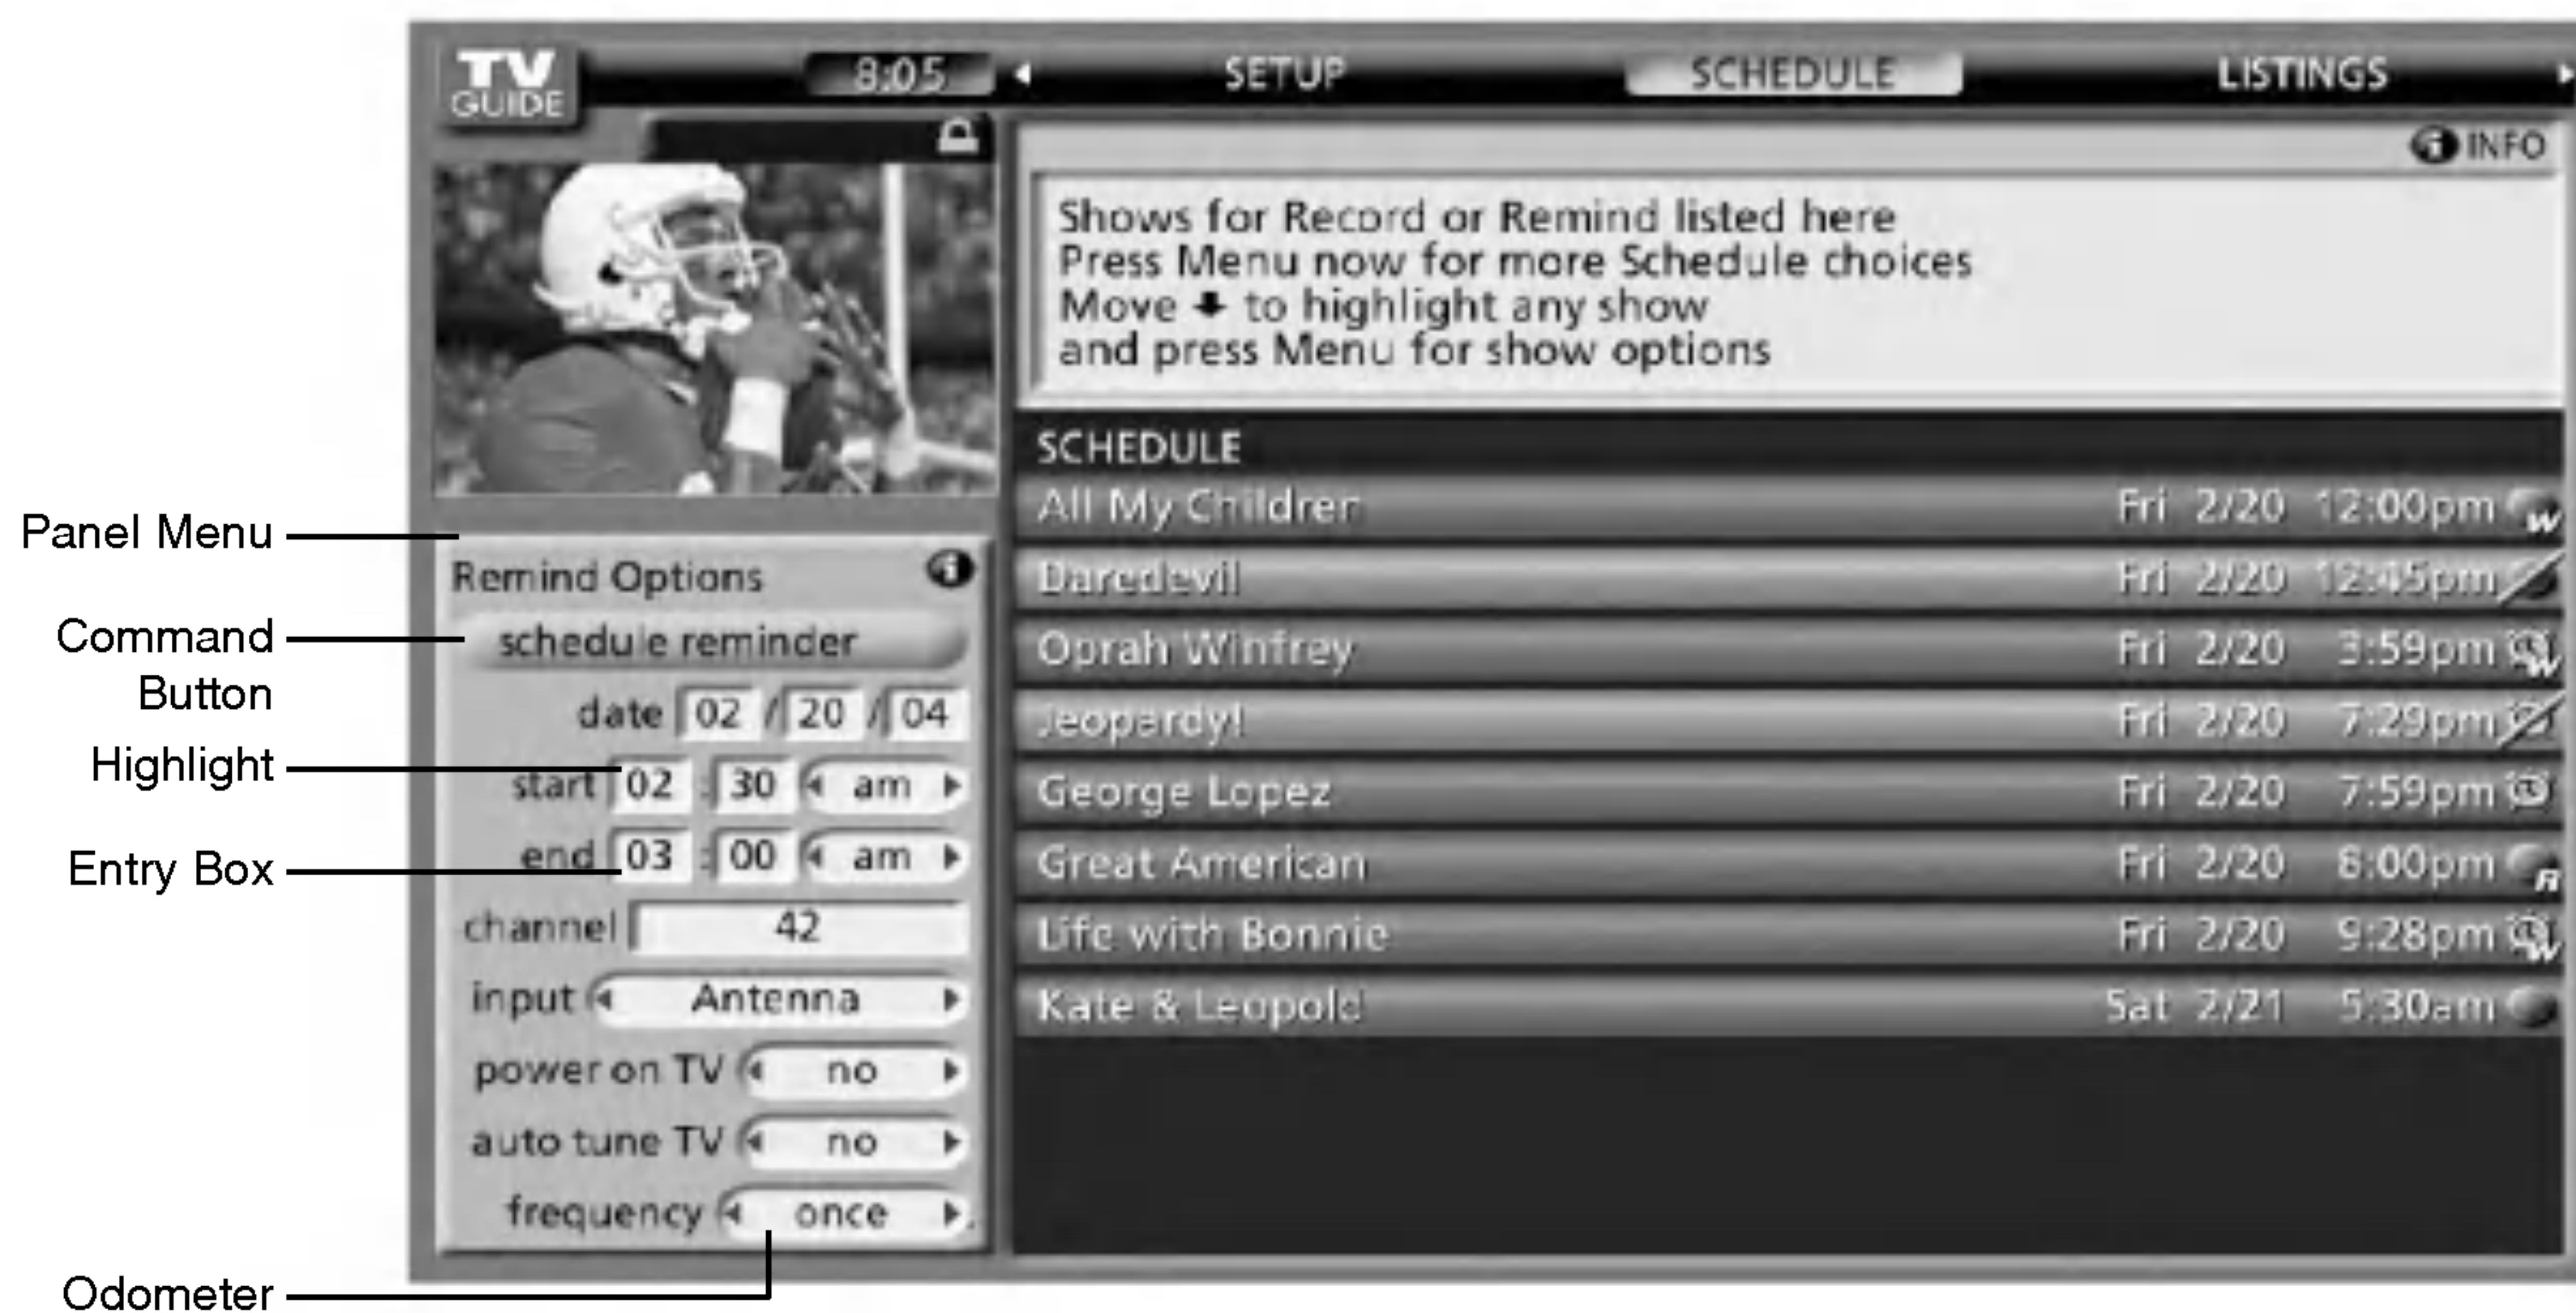 TV
GUIDE
8:05
SETUP
SCHEDULE
LISTINGS
INFO
Shows for Record or Remind listed here
Press Menu now for more Schedule choices
Move to highlight any show
and press Menu for show options
SCHEDULE
All My Children Fri 2/20 12:00pm W
Daredevil Fri 2/20 12:45pm
Oprah Winfrey Fri 2/20 3:59pm W
Jeopardy! Fri 2/20 7:29pm
George Lopez Fri 2/20 7:59pm
Great American Fri 2/20 8:00pm R
Life with Bonnie Fri 2/20 9:28pm W
Kate & Leopold Sat 2/21 5:30am
Panel Menu
Command
Button
Highlight
Entry Box
Odometer
Remind Options
schedule reminder
date 02 / 20 / 04
start 02 : 30 am
end 03 : 00 am
channel 42
input Antenna
power on TV no
auto tune TV no
frequency once